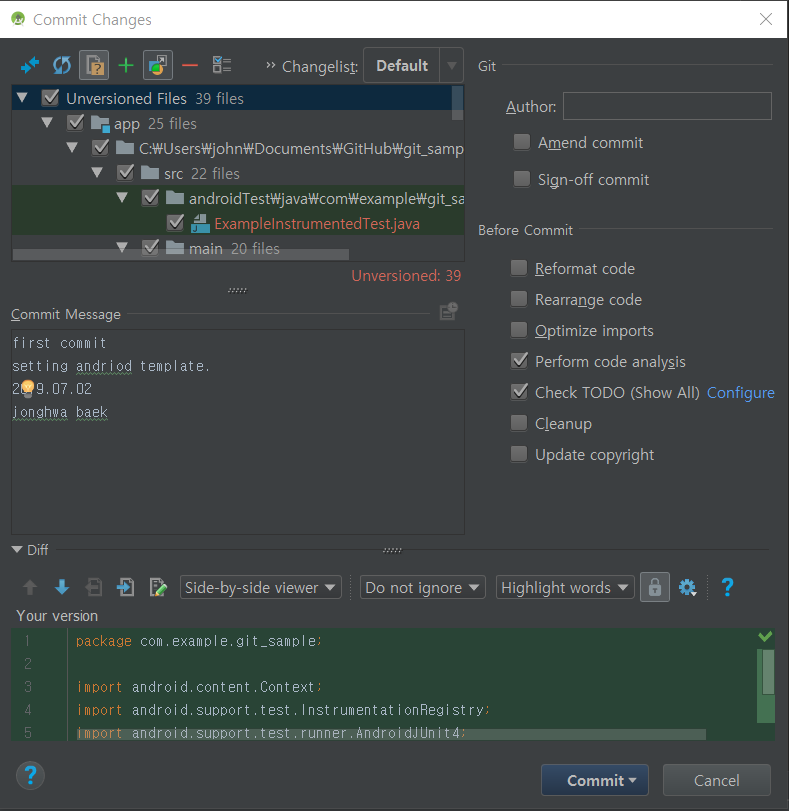 Commit Changes
Changelist: Default
Unversioned Files 39 files
app 25 files
C:₩Users₩john₩Documents₩GitHub₩git_samp
src 22 files
androidTest₩java₩com₩example₩git_sa
ExampleInstrumentedTest.java
main 20 files
Unversioned: 39
Commit Message
first commit
setting andriod template.
2 9.07.02
jonghwa baek
Git
Author:
Amend commit
Sign-off commit
Before Commit
Reformat code
Rearrange code
Optimize imports
Perform code analysis
Check TODO (Show All) Configure
Cleanup
Update copyright
Diff
Side-by-side viewer
Do not ignore
Highlight words
?
Your version
1 package com.example.git_sample;
2
3 import android.content.Context;
4 import android.support.test.InstrumentationRegistry;
5 import android.support.test.runner.AndroidJUnit4;
?
Commit
Cancel